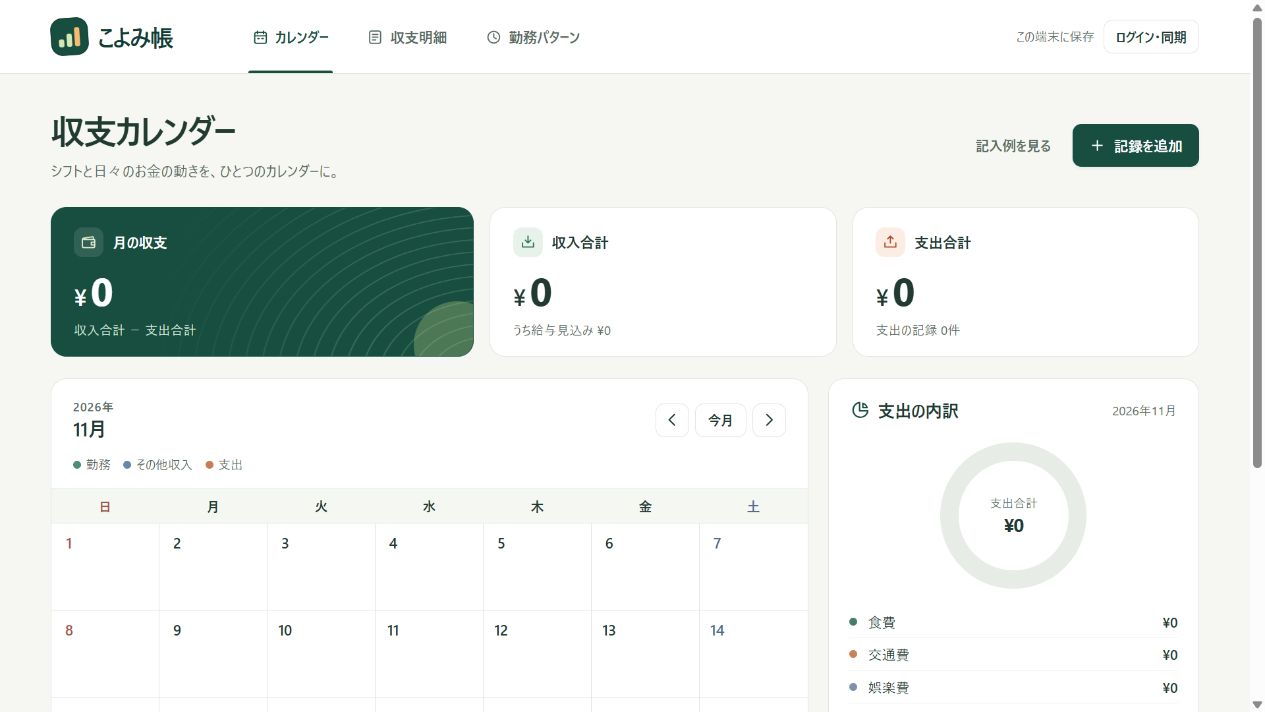 こよみ帳
カレンダー
収支明細
勤務パターン
この端末に保存
ログイン・同期
収支カレンダー
シフトと日々のお金の動きを、ひとつのカレンダーに。
記入例を見る
＋ 記録を追加
月の収支
¥0
収入合計 － 支出合計
収入合計
¥0
うち給与見込み ¥0
支出合計
¥0
支出の記録 0件
2026年
11月
今月
勤務 その他収入 支出
日 月 火 水 木 金 土
1 2 3 4 5 6 7
8 9 10 11 12 13 14
支出の内訳
2026年11月
支出合計
¥0
食費 ¥0
交通費 ¥0
娯楽費 ¥0